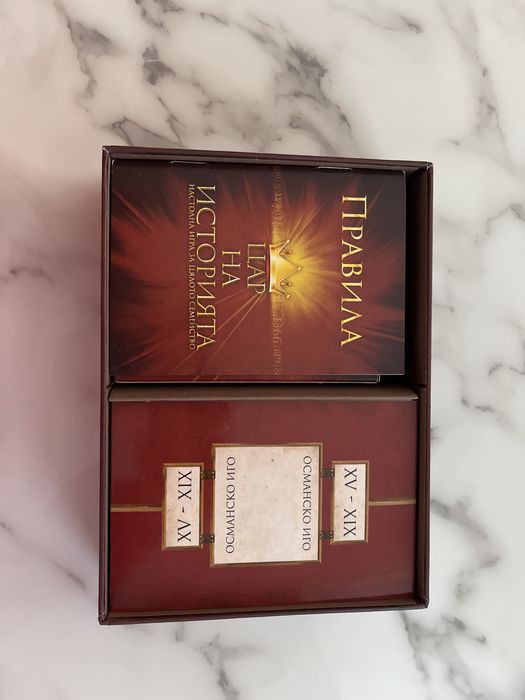 ПРАВИЛА
ЦАР
НА
ИСТОРИЯТА
НАСТОЛНА ИГРА ЗА ЦЯЛОТО СЕМЕЙСТВО
XV - XIX
ОСМАНСКО ИГО
ОСМАНСКО ИГО
XV - XIX